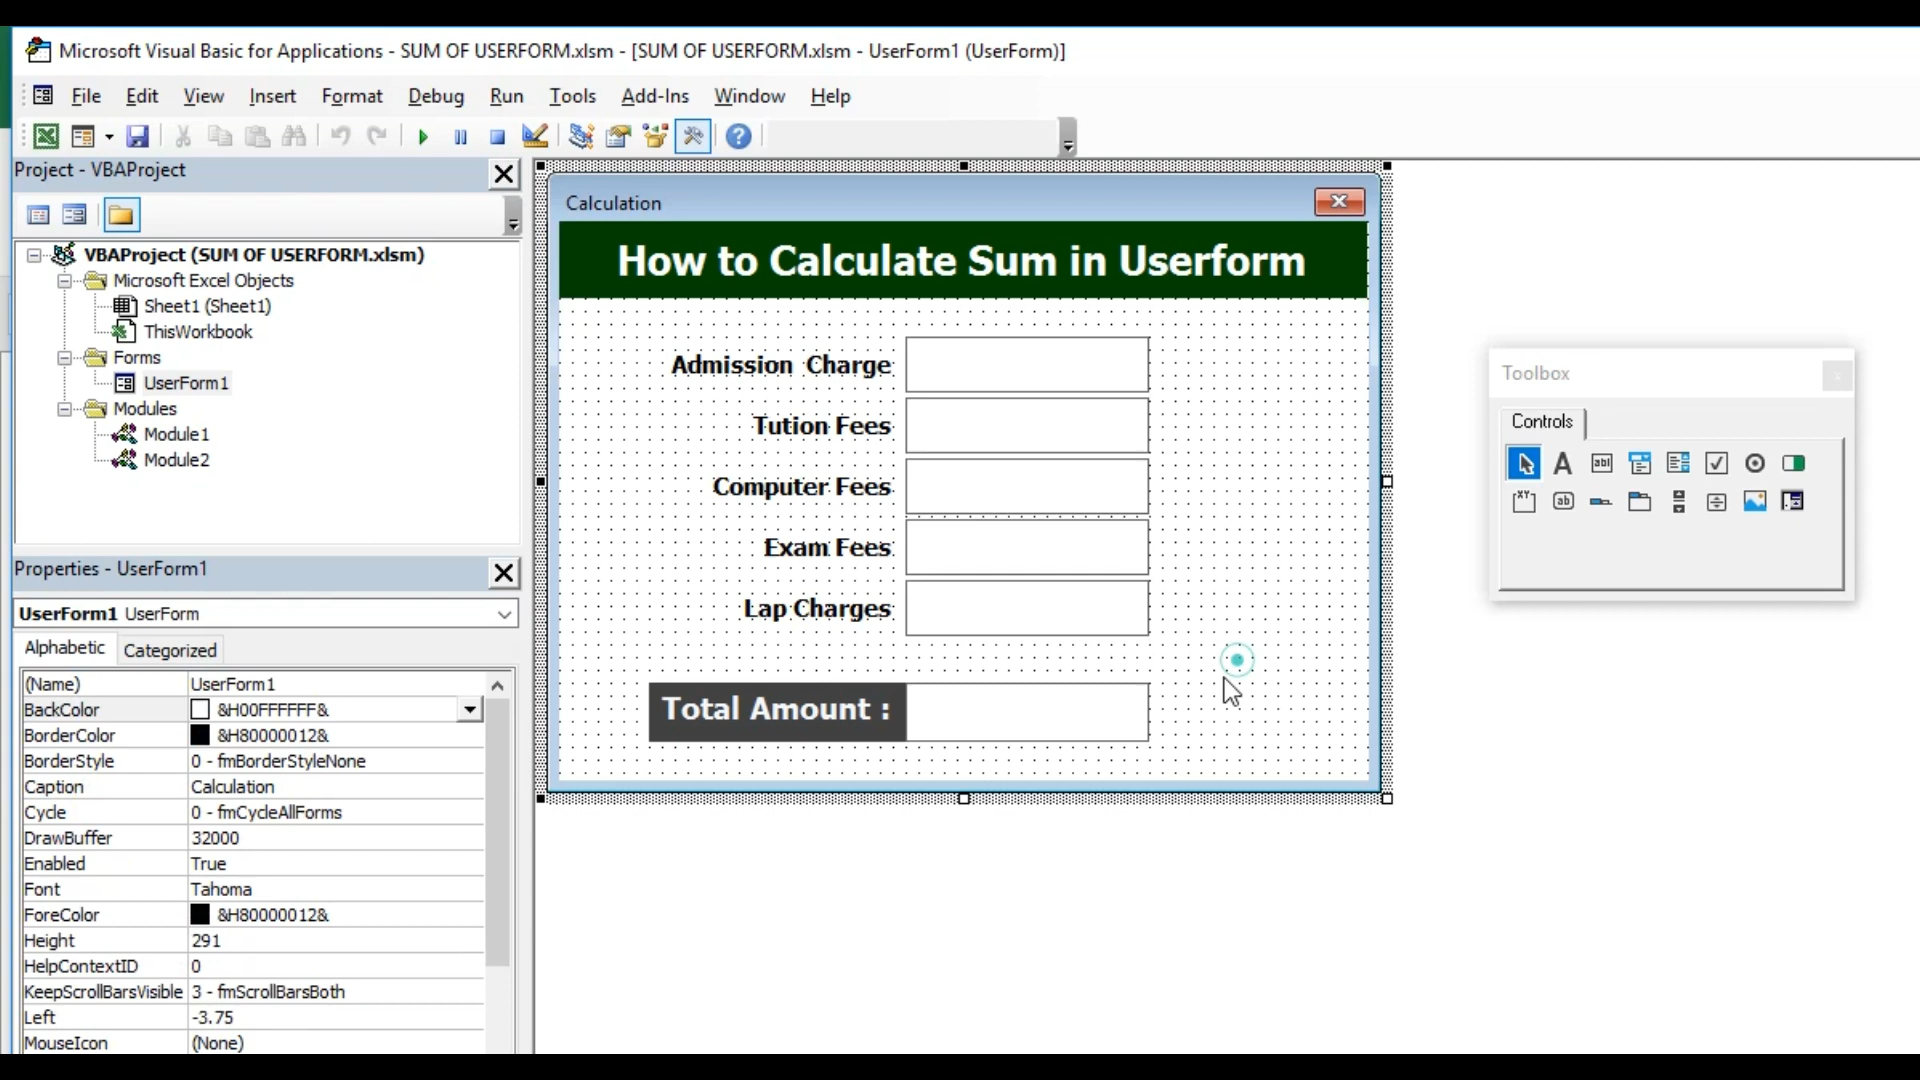 Microsoft Visual Basic for Applications - SUM OF USERFORM.xlsm - [SUM OF USERFORM.xlsm - UserForm1 (UserForm)]
File Edit View Insert Format Debug Run Tools Add-Ins Window Help
Project - VBAProject
VBAProject (SUM OF USERFORM.xlsm)
Microsoft Excel Objects
Sheet1 (Sheet1)
ThisWorkbook
Forms
UserForm1
Modules
Module1
Module2
Properties - UserForm1
UserForm1 UserForm
Alphabetic Categorized
(Name) UserForm1
BackColor &H00FFFFFF&
BorderColor &H80000012&
BorderStyle 0 - fmBorderStyleNone
Caption Calculation
Cycle 0 - fmCycleAllForms
DrawBuffer 32000
Enabled True
Font Tahoma
ForeColor &H80000012&
Height 291
HelpContextID 0
KeepScrollBarsVisible 3 - fmScrollBarsBoth
Left -3.75
MouseIcon (None)
Calculation
How to Calculate Sum in Userform
Admission Charge
Tution Fees
Computer Fees
Exam Fees
Lap Charges
Total Amount :
Toolbox
Controls